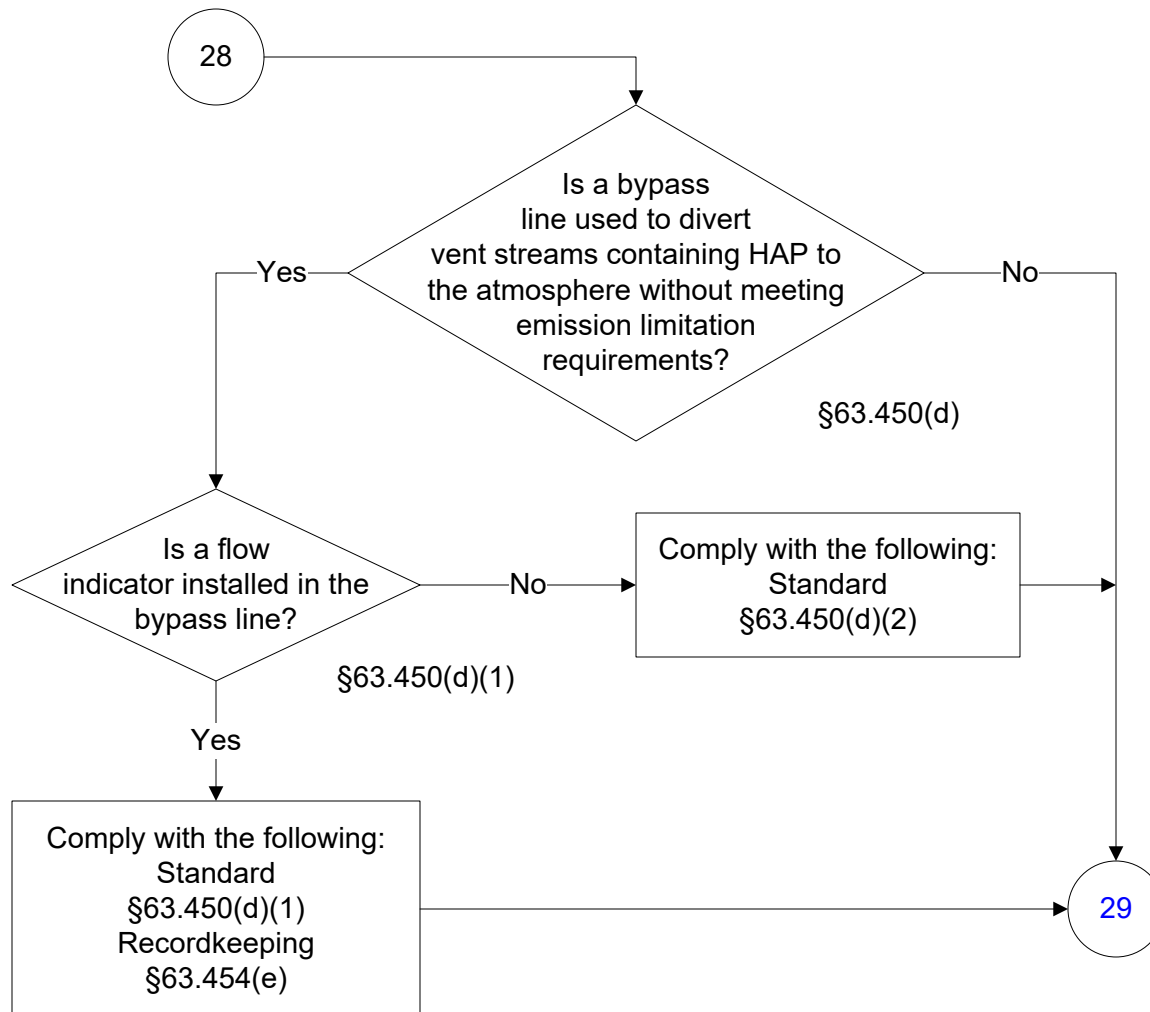 28
Is a bypass
line used to divert
vent streams containing HAP to
the atmosphere without meeting
emission limitation
requirements?
Yes
No
§63.450(d)
Is a flow
indicator installed in the
bypass line?
No
Comply with the following:
Standard
§63.450(d)(2)
§63.450(d)(1)
Yes
Comply with the following:
Standard
§63.450(d)(1)
Recordkeeping
§63.454(e)
29